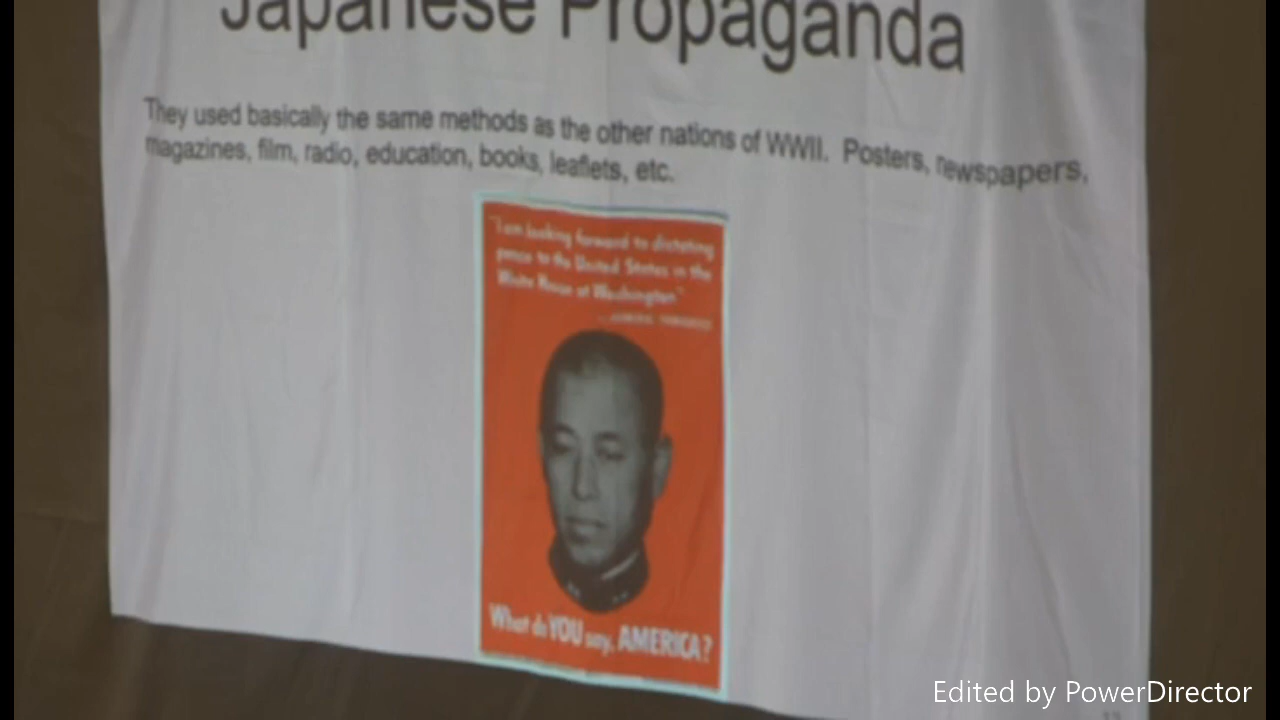 Japanese Propaganda
They used basically the same methods as the other nations of WWII. Posters, newspapers,
magazines, film, radio, education, books, leaflets, etc.
"I am looking forward to dictating
peace to the United States in the
White House at Washington"
What do YOU say, AMERICA?
Edited by PowerDirector